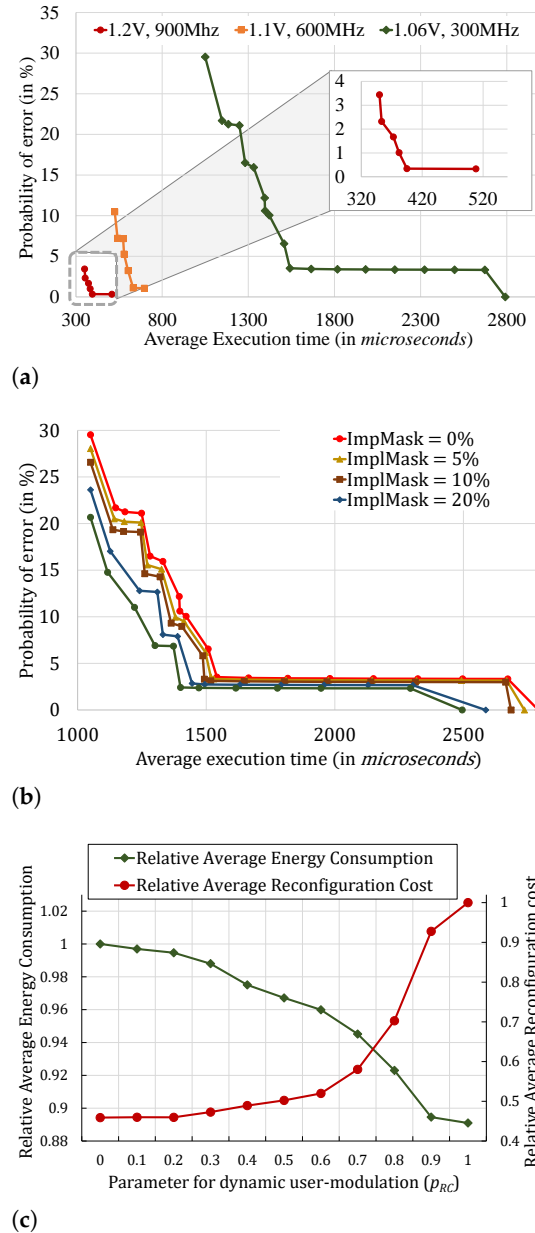 35
30
25
20
15
10
5
0
Probability of error (in %)
1.2V, 900Mhz 1.1V, 600MHz 1.06V, 300MHz
4
3
2
1
0
320 420 520
300 800 1300 1800 2300 2800
Average Execution time (in microseconds)
(a)
30
25
20
15
10
5
0
Probability of error (in %)
ImpMask = 0%
ImplMask = 5%
ImplMask = 10%
ImplMask = 20%
1000 1500 2000 2500
Average execution time (in microseconds)
(b)
Relative Average Energy Consumption
Relative Average Reconfiguration Cost
1.02
1
0.98
0.96
0.94
0.92
0.9
0.88
Relative Average Energy Consumption
1
0.9
0.8
0.7
0.6
0.5
0.4
Relative Average Reconfiguration cost
0 0.1 0.2 0.3 0.4 0.5 0.6 0.7 0.8 0.9 1
Parameter for dynamic user-modulation (pRC)
(c)